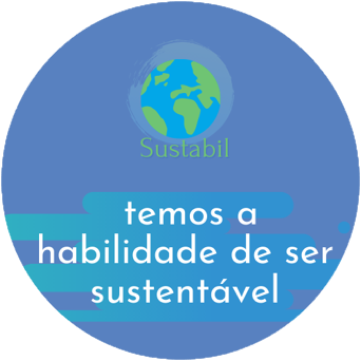 Sustabil
temos a
habilidade de ser
sustentável